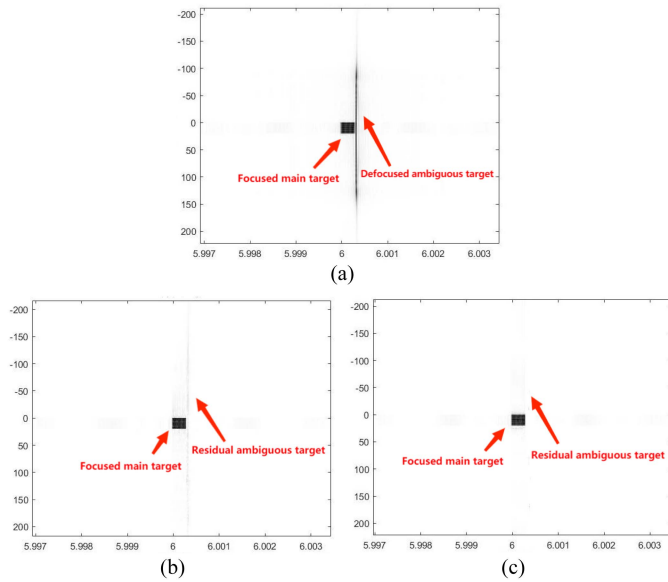 -200
-100
0
100
200
Focused main target
Defocused ambiguous target
5.997 5.998 5.999 6 6.001 6.002 6.003
(a)
-200
-150
-100
-50
0
50
100
150
200
Focused main target
Residual ambiguous target
5.997 5.998 5.999 6 6.001 6.002 6.003
(b)
-200
-150
-100
-50
0
50
100
150
200
Focused main target
Residual ambiguous target
5.997 5.998 5.999 6 6.001 6.002 6.003
(c)